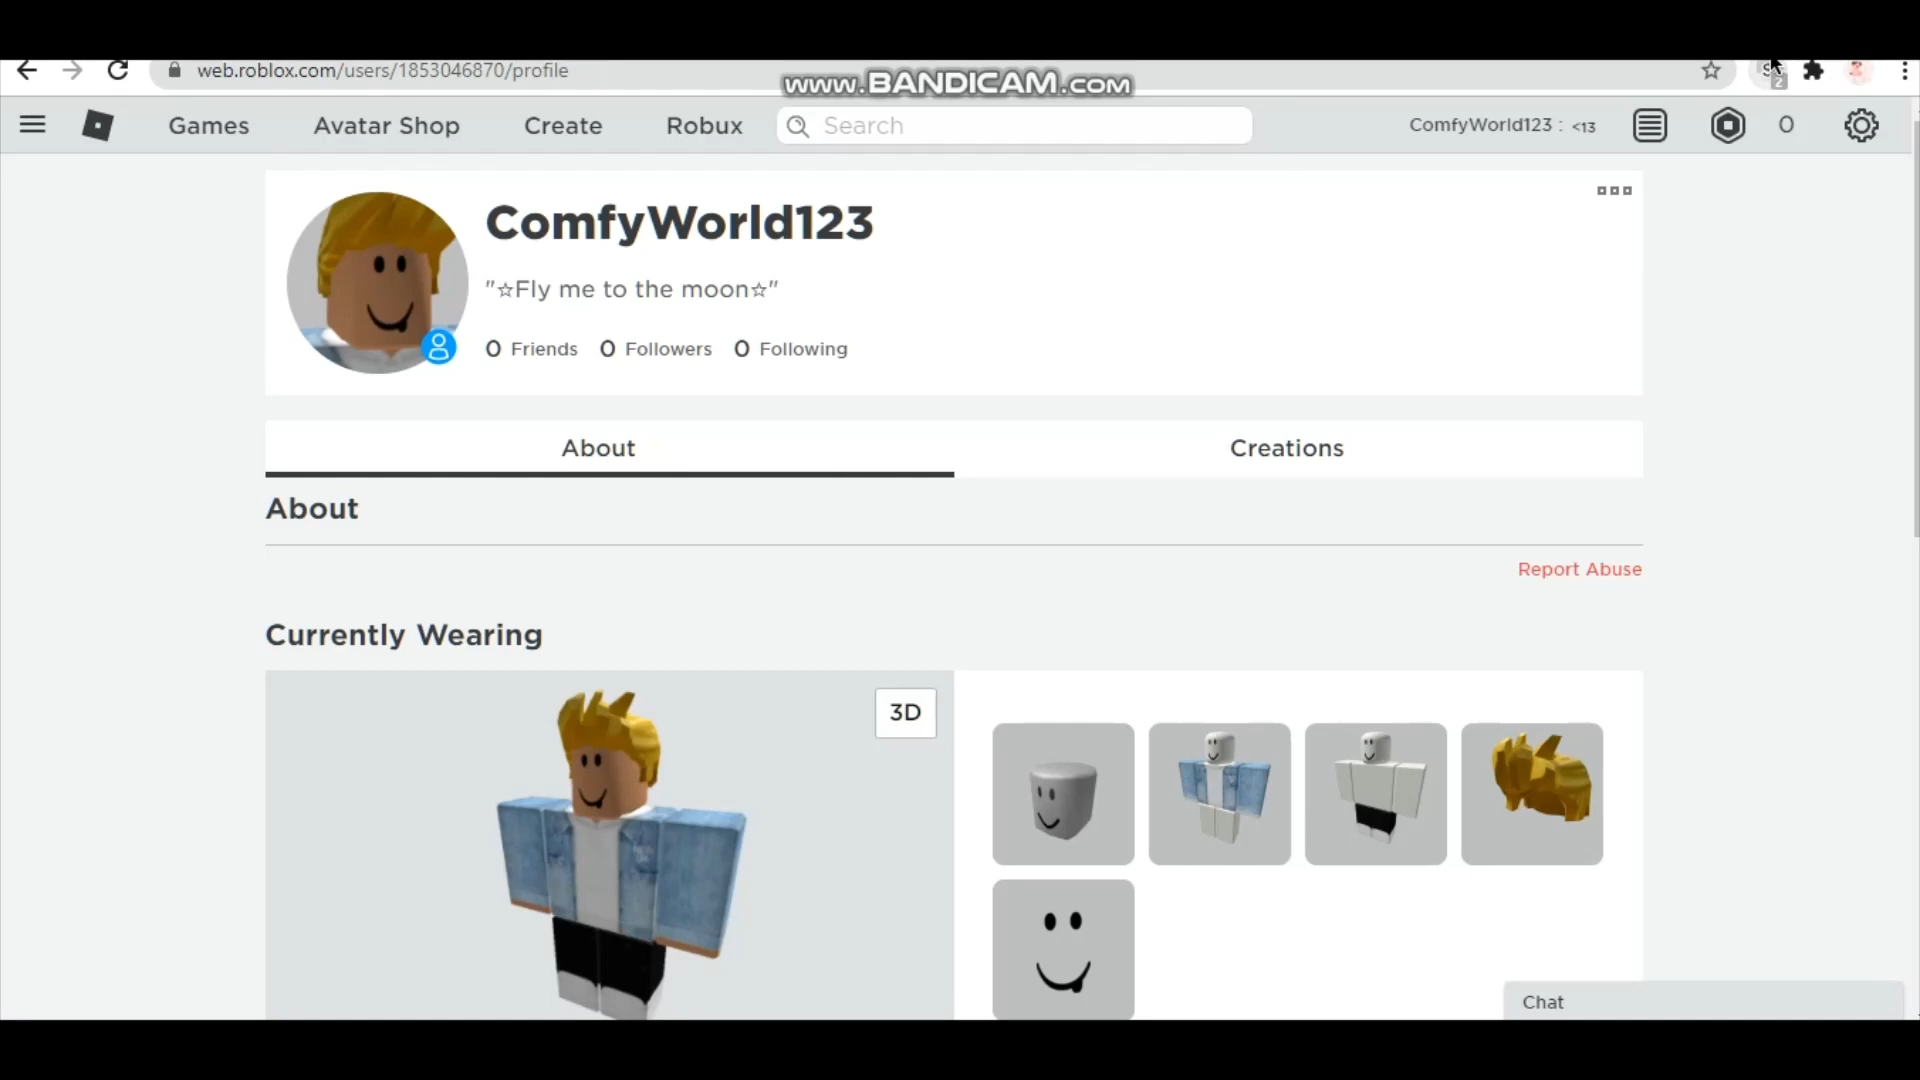 web.roblox.com/users/1853046870/profile
www.BANDICAM.com
2
Games
Avatar Shop
Create
Robux
Search
ComfyWorld123 : <13
0
ComfyWorld123
"☆Fly me to the moon☆"
0 Friends 0 Followers 0 Following
About
Creations
About
Report Abuse
Currently Wearing
3D
Chat